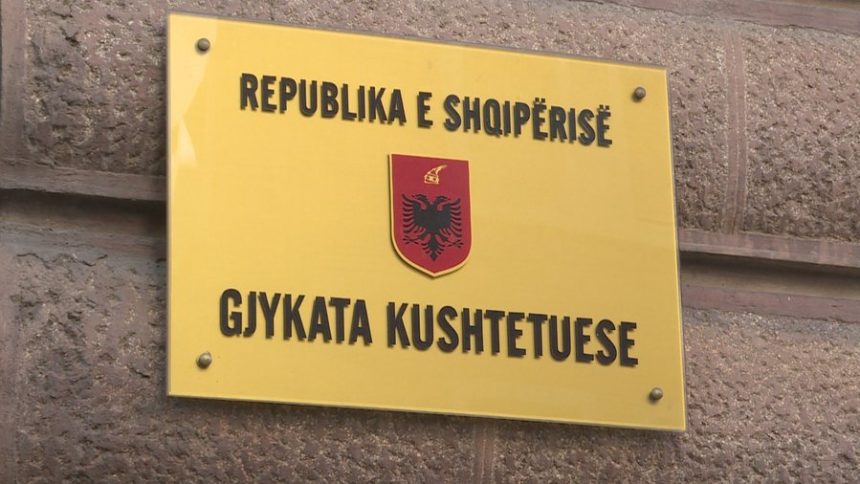 REPUBLIKA E SHQIPËRISË
GJYKATA KUSHTETUESE